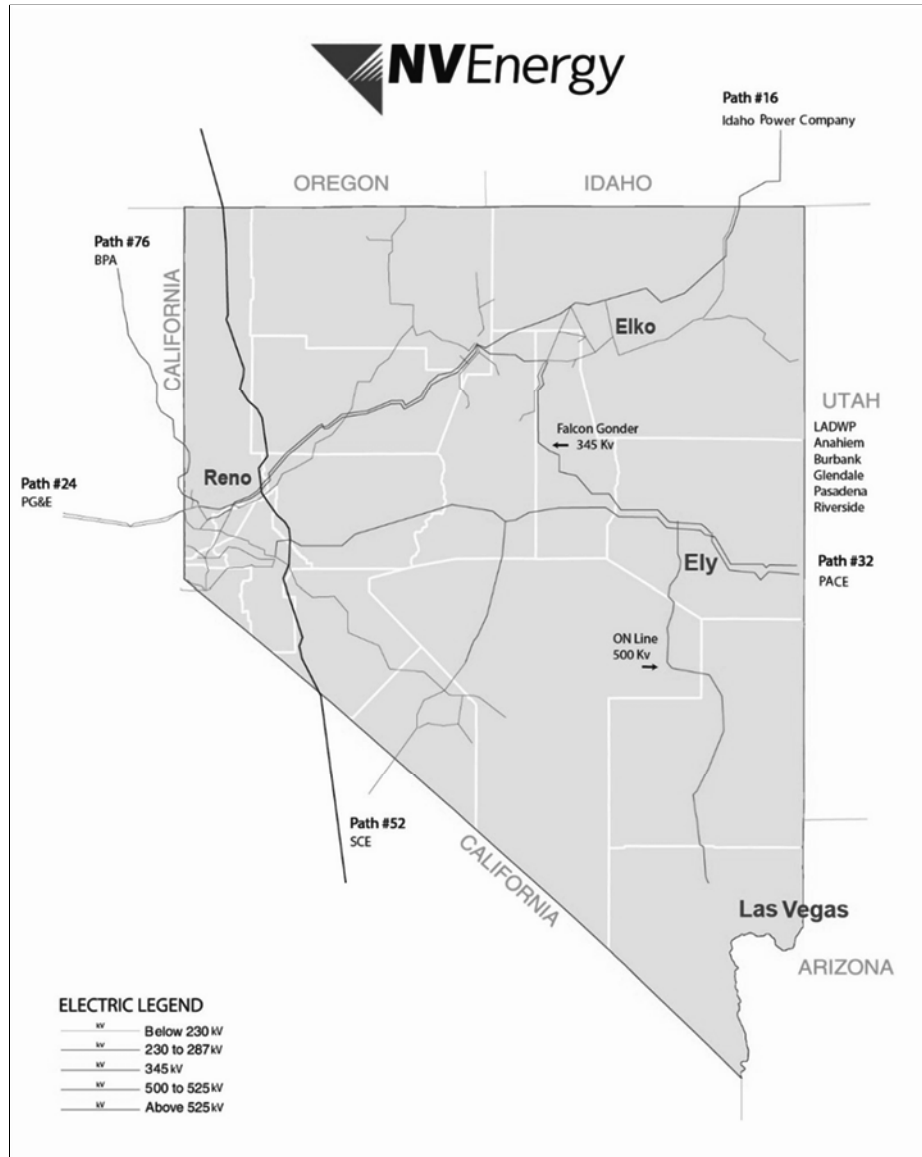 NVEnergy
Path #16
Idaho Power Company
OREGON
IDAHO
Path #76
BPA
CALIFORNIA
Elko
UTAH
LADWP
Anahiem
Burbank
Glendale
Pasadena
Riverside
Falcon Gonder
345 Kv
Reno
Path #24
PG&E
Ely
Path #32
PACE
ON Line
500 Kv
Path #52
SCE
CALIFORNIA
Las Vegas
ARIZONA
ELECTRIC LEGEND
kV Below 230 kV
kV 230 to 287 kV
kV 345 kV
kV 500 to 525 kV
kV Above 525 kV